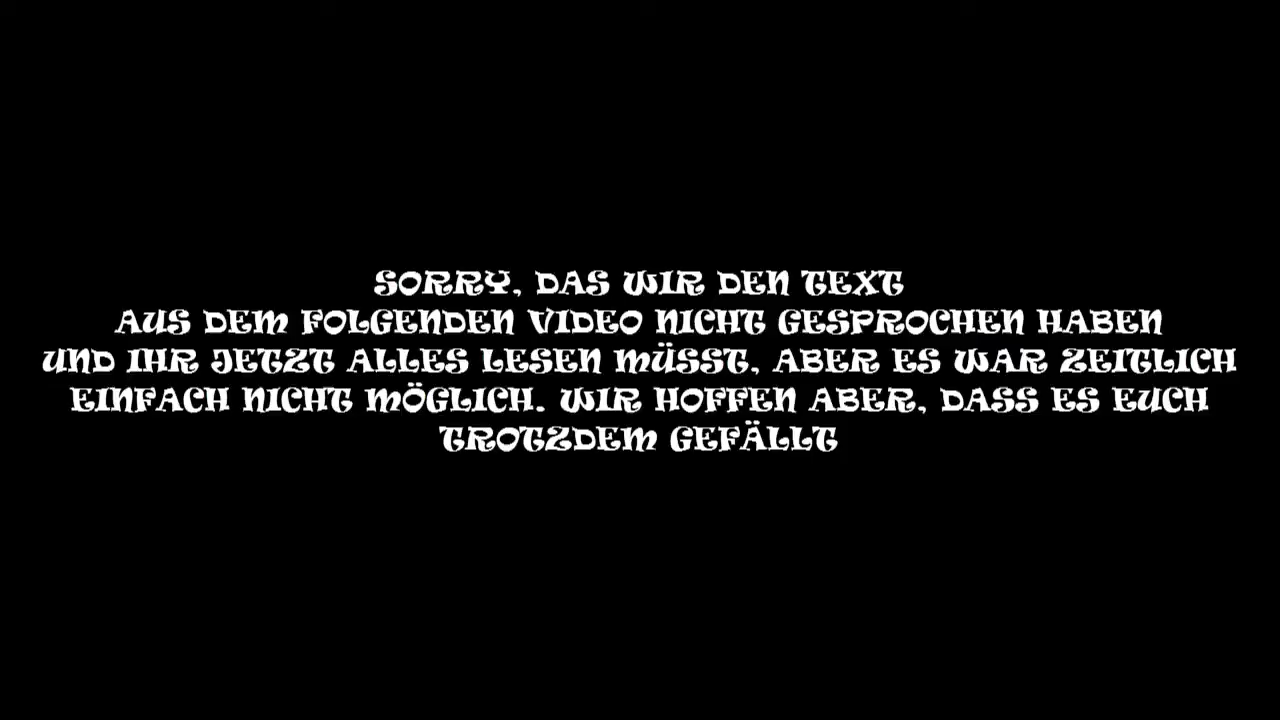 SORRY, DAS WIR DEN TEXT
AUS DEM FOLGENDEN VIDEO NICHT GESPROCHEN HABEN
UND IHR JETZT ALLES LESEN MÜSST, ABER ES WAR ZEITLICH
EINFACH NICHT MÖGLICH. WIR HOFFEN ABER, DASS ES EUCH
TROTZDEM GEFÄLLT